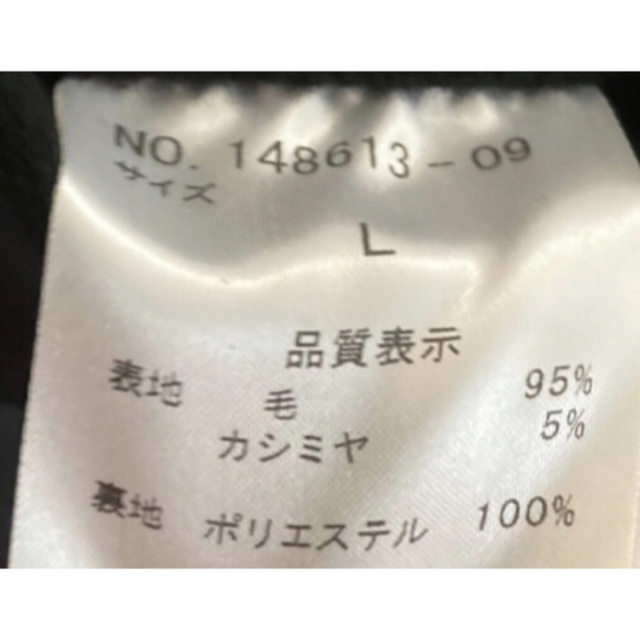 NO. 148613-09
サイズ
L
品質表示
表地 毛 95%
カシミヤ 5%
裏地 ポリエステル 100%